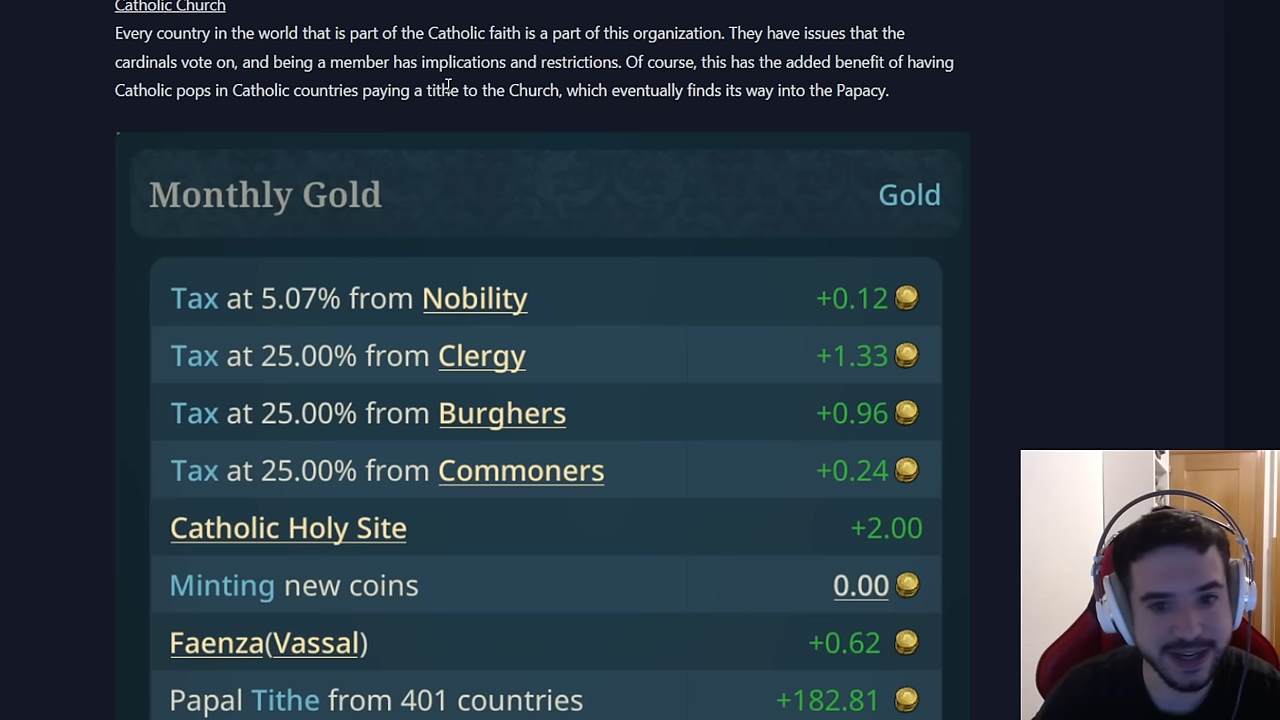 Catholic Church
Every country in the world that is part of the Catholic faith is a part of this organization. They have issues that the
cardinals vote on, and being a member has implications and restrictions. Of course, this has the added benefit of having
Catholic pops in Catholic countries paying a tithe to the Church, which eventually finds its way into the Papacy.
Monthly Gold Gold
Tax at 5.07% from Nobility +0.12
Tax at 25.00% from Clergy +1.33
Tax at 25.00% from Burghers +0.96
Tax at 25.00% from Commoners +0.24
Catholic Holy Site +2.00
Minting new coins 0.00
Faenza(Vassal) +0.62
Papal Tithe from 401 countries +182.81